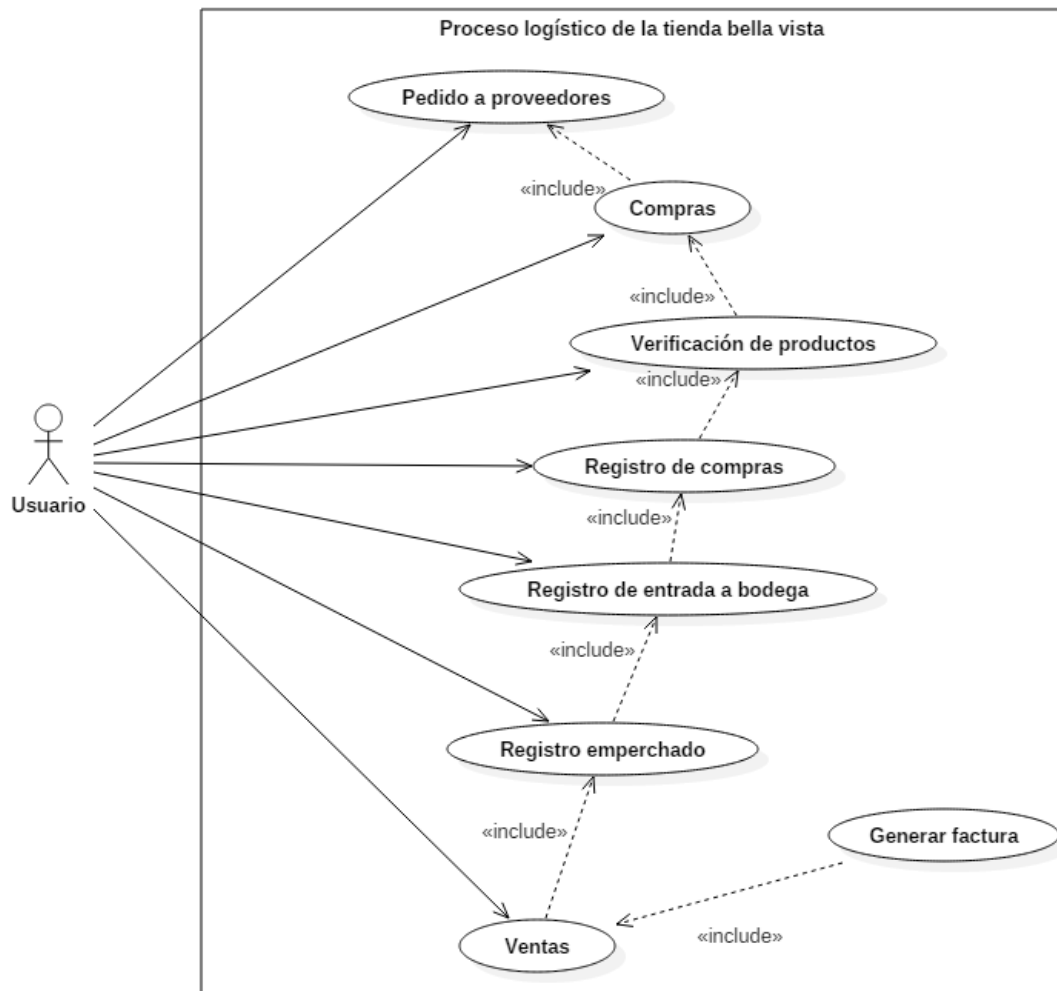 Proceso logístico de la tienda bella vista
Pedido a proveedores
«include»
Compras
«include»
Verificación de productos
«include»
Registro de compras
Usuario
«include»
Registro de entrada a bodega
«include»
Registro emperchado
«include»
Generar factura
«include»
Ventas